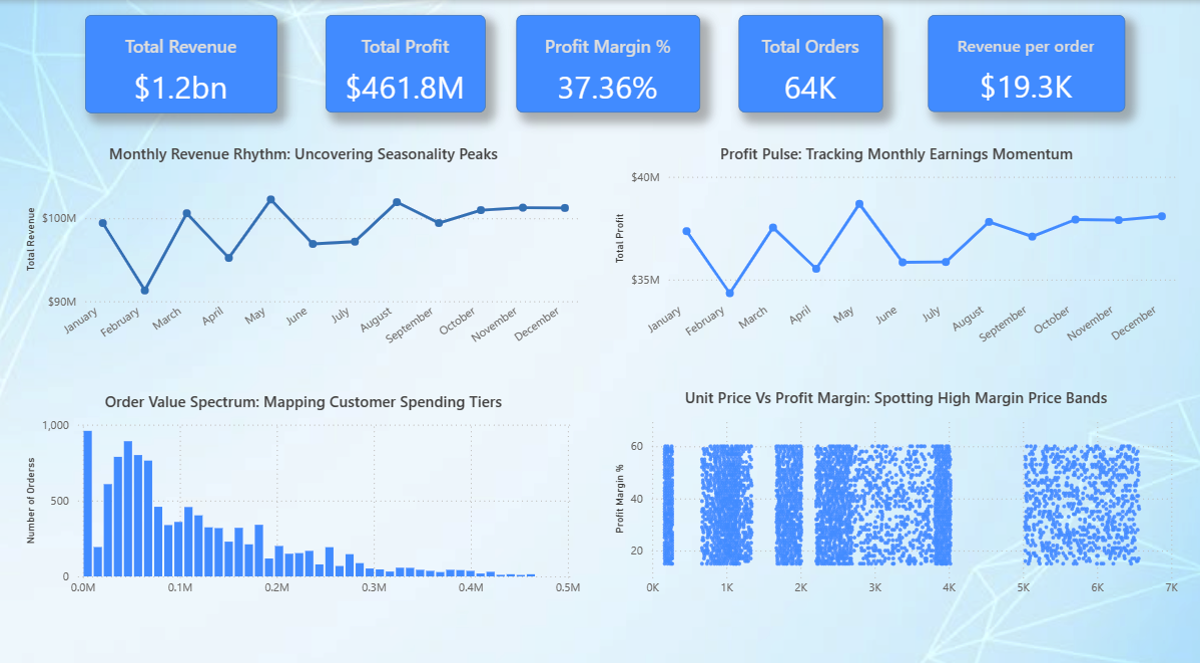 Total Revenue
$1.2bn
Total Profit
$461.8M
Profit Margin %
37.36%
Total Orders
64K
Revenue per order
$19.3K
Monthly Revenue Rhythm: Uncovering Seasonality Peaks
Total Revenue
$100M
$90M
January
February
March
April
May
June
July
August
September
October
November
December
Profit Pulse: Tracking Monthly Earnings Momentum
Total Profit
$40M
$35M
January
February
March
April
May
June
July
August
September
October
November
December
Order Value Spectrum: Mapping Customer Spending Tiers
Number of Orderss
1,000
500
0
0.0M
0.1M
0.2M
0.3M
0.4M
0.5M
Unit Price Vs Profit Margin: Spotting High Margin Price Bands
Profit Margin %
60
40
20
0K
1K
2K
3K
4K
5K
6K
7K